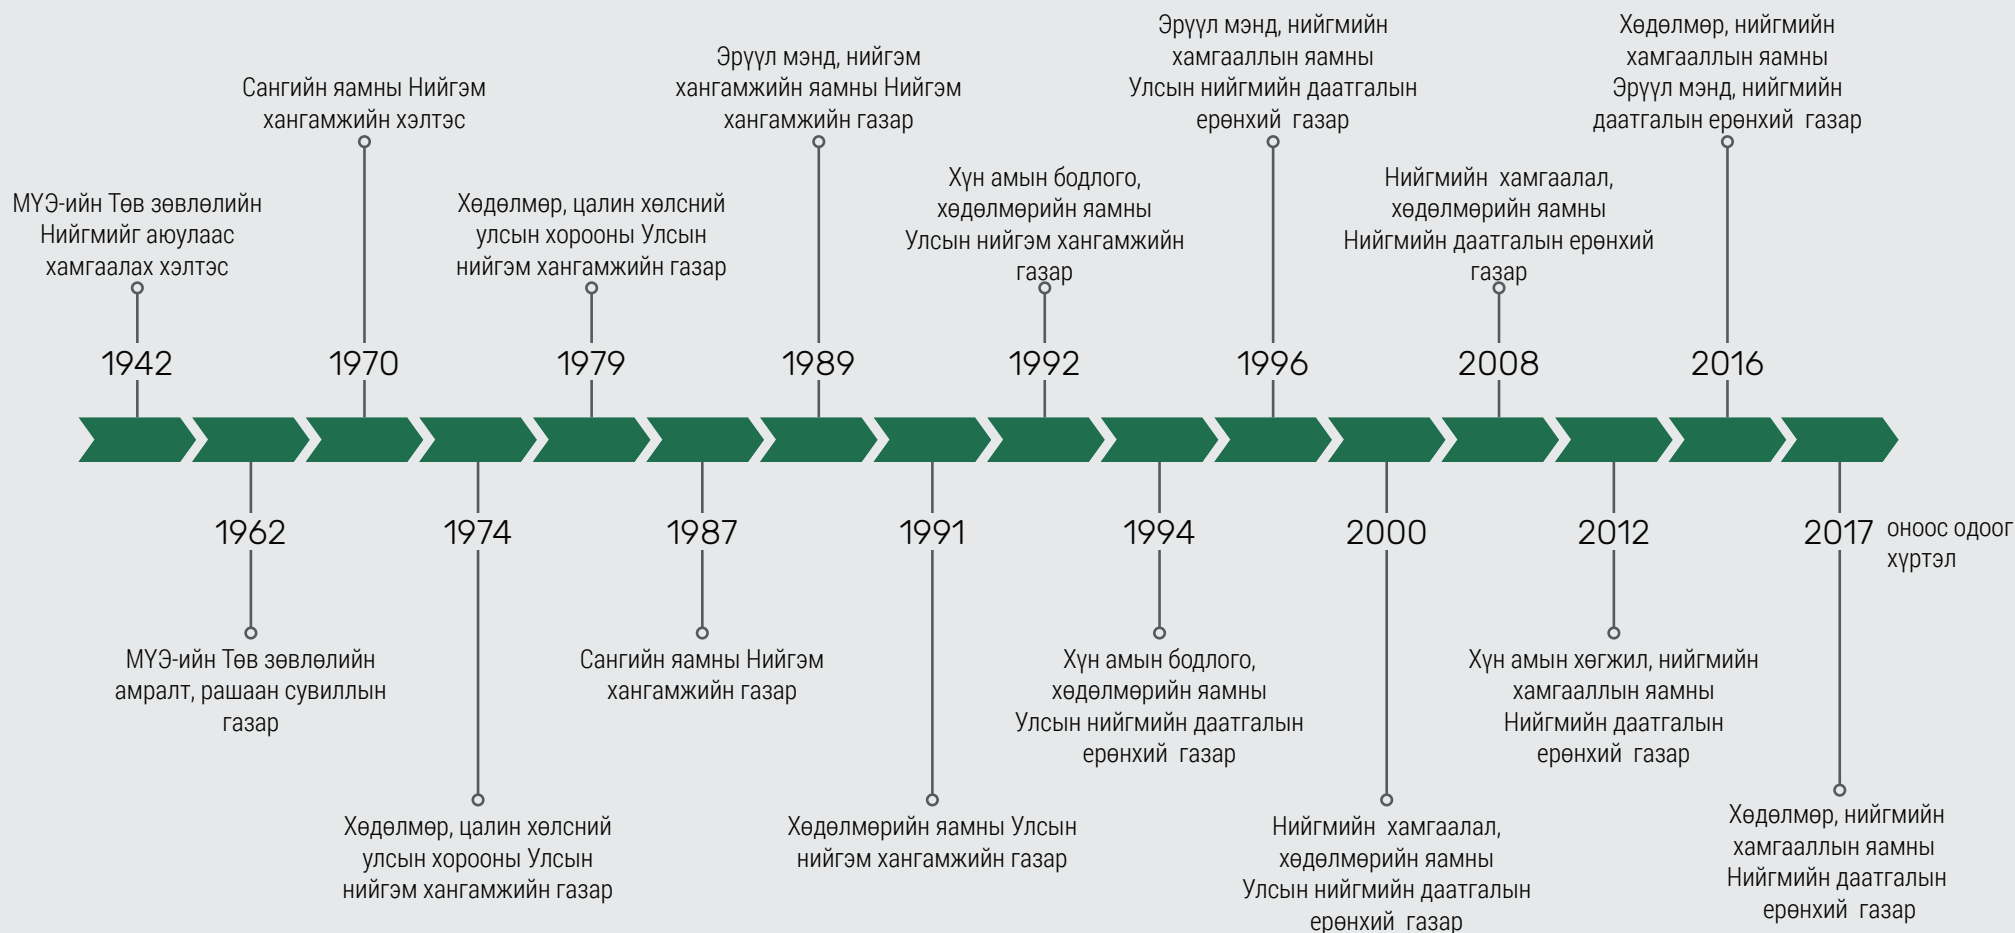 МҮЭ-ийн Төв зөвлөлийн
Нийгмийг аюулаас
хамгаалах хэлтэс
1942
1962
МҮЭ-ийн Төв зөвлөлийн
амралт, рашаан сувиллын
газар
Сангийн яамны Нийгэм
хангамжийн хэлтэс
1970
1974
Хөдөлмөр, цалин хөлсний
улсын хорооны Улсын
нийгэм хангамжийн газар
Хөдөлмөр, цалин хөлсний
улсын хорооны Улсын
нийгэм хангамжийн газар
1979
1987
Сангийн яамны Нийгэм
хангамжийн газар
Эрүүл мэнд, нийгэм
хангамжийн яамны Нийгэм
хангамжийн газар
1989
1991
Хөдөлмөрийн яамны Улсын
нийгэм хангамжийн газар
Хүн амын бодлого,
хөдөлмөрийн яамны
Улсын нийгэм хангамжийн
газар
1992
1994
Хүн амын бодлого,
хөдөлмөрийн яамны
Улсын нийгмийн даатгалын
ерөнхий газар
Эрүүл мэнд, нийгмийн
хамгааллын яамны
Улсын нийгмийн даатгалын
ерөнхий газар
1996
2000
Нийгмийн хамгаалал,
хөдөлмөрийн яамны
Улсын нийгмийн даатгалын
ерөнхий газар
Нийгмийн хамгаалал,
хөдөлмөрийн яамны
Нийгмийн даатгалын ерөнхий
газар
2008
2012
Хүн амын хөгжил, нийгмийн
хамгааллын яамны
Нийгмийн даатгалын
ерөнхий газар
Хөдөлмөр, нийгмийн
хамгааллын яамны
Эрүүл мэнд, нийгмийн
даатгалын ерөнхий газар
2016
2017 оноос одоог
хүртэл
Хөдөлмөр, нийгмийн
хамгааллын яамны
Нийгмийн даатгалын
ерөнхий газар